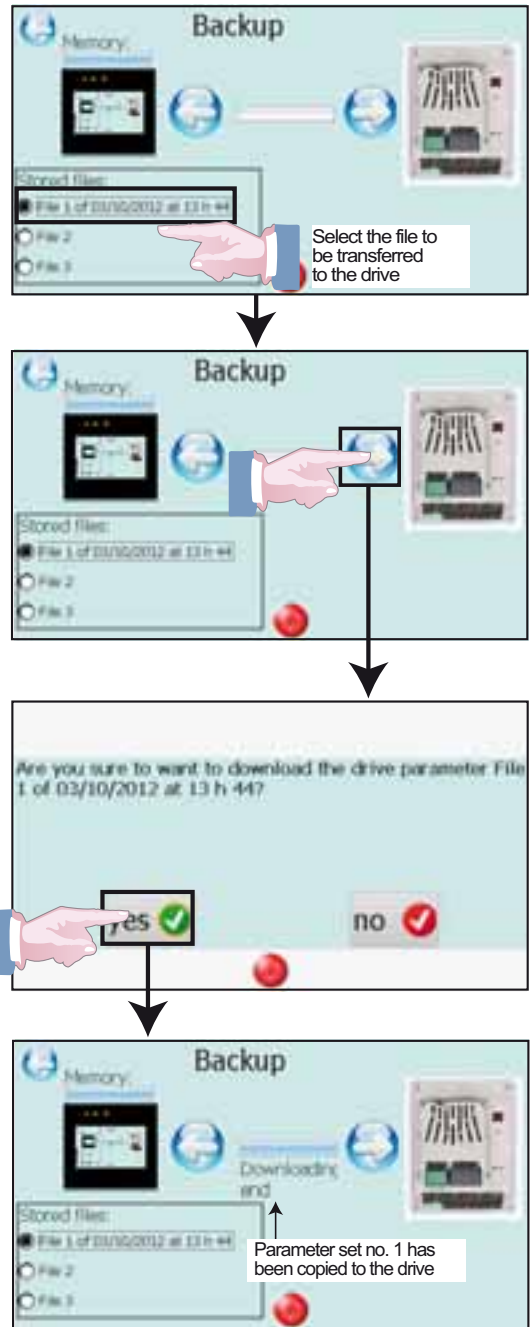 Backup
Memory:
Stored files:
File 1 of 03/10/2012 at 13 h 44
File 2
File 3
Select the file to
be transferred
to the drive
Backup
Memory:
Stored files:
File 1 of 03/10/2012 at 13 h 44
File 2
File 3
Are you sure to want to download the drive parameter File
1 of 03/10/2012 at 13 h 44?
yes
no
Backup
Memory:
Downloading
end
Stored files:
File 1 of 03/10/2012 at 13 h 44
File 2
File 3
Parameter set no. 1 has
been copied to the drive